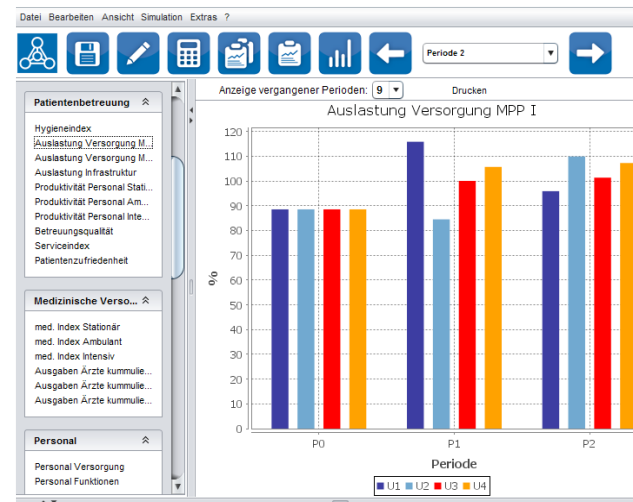 Datei Bearbeiten Ansicht Simulation Extras ?
Periode 2
Anzeige vergangener Perioden: 9 Drucken
Patientenbetreuung
Hygieneindex
Auslastung Versorgung M...
Auslastung Versorgung M...
Auslastung Infrastruktur
Produktivität Personal Stati...
Produktivität Personal Am...
Produktivität Personal Inte...
Betreuungsqualität
Serviceindex
Patientenzufriedenheit
Medizinische Verso...
med. Index Stationär
med. Index Ambulant
med. Index Intensiv
Ausgaben Ärzte kummulie...
Ausgaben Ärzte kummulie...
Ausgaben Ärzte kummulie...
Personal
Personal Versorgung
Personal Funktionen
Auslastung Versorgung MPP I
120
110
100
90
80
70
60
50
40
30
20
10
0
%
P0 P1 P2
Periode
U1 U2 U3 U4